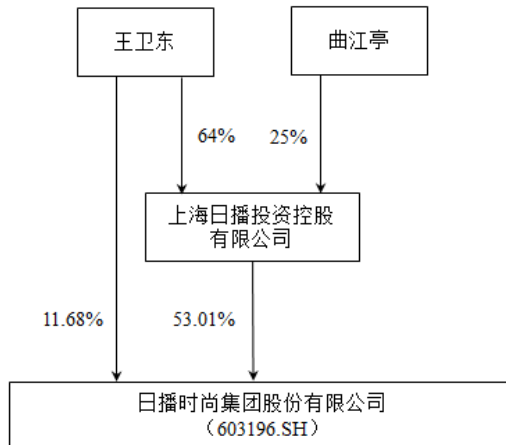 王卫东
曲江亭
64%
25%
上海日播投资控股
有限公司
11.68%
53.01%
日播时尚集团股份有限公司
（603196.SH）